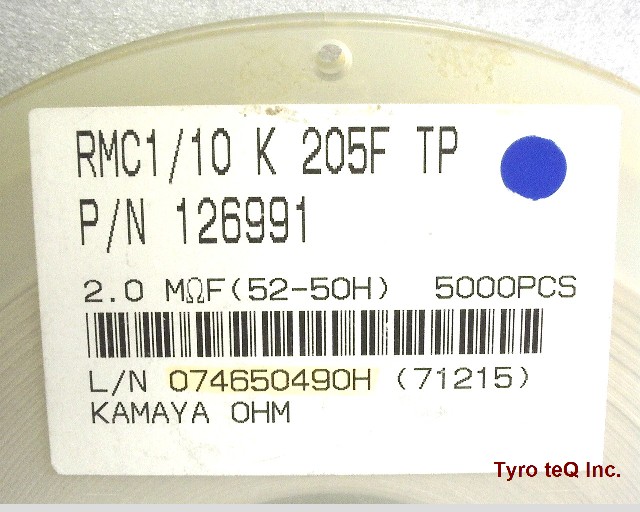 RMC1/10 K 205F TP
P/N 126991
2.0 MΩF(52-50H) 5000PCS
L/N 074650490H (71215)
KAMAYA OHM
Tyro teQ Inc.